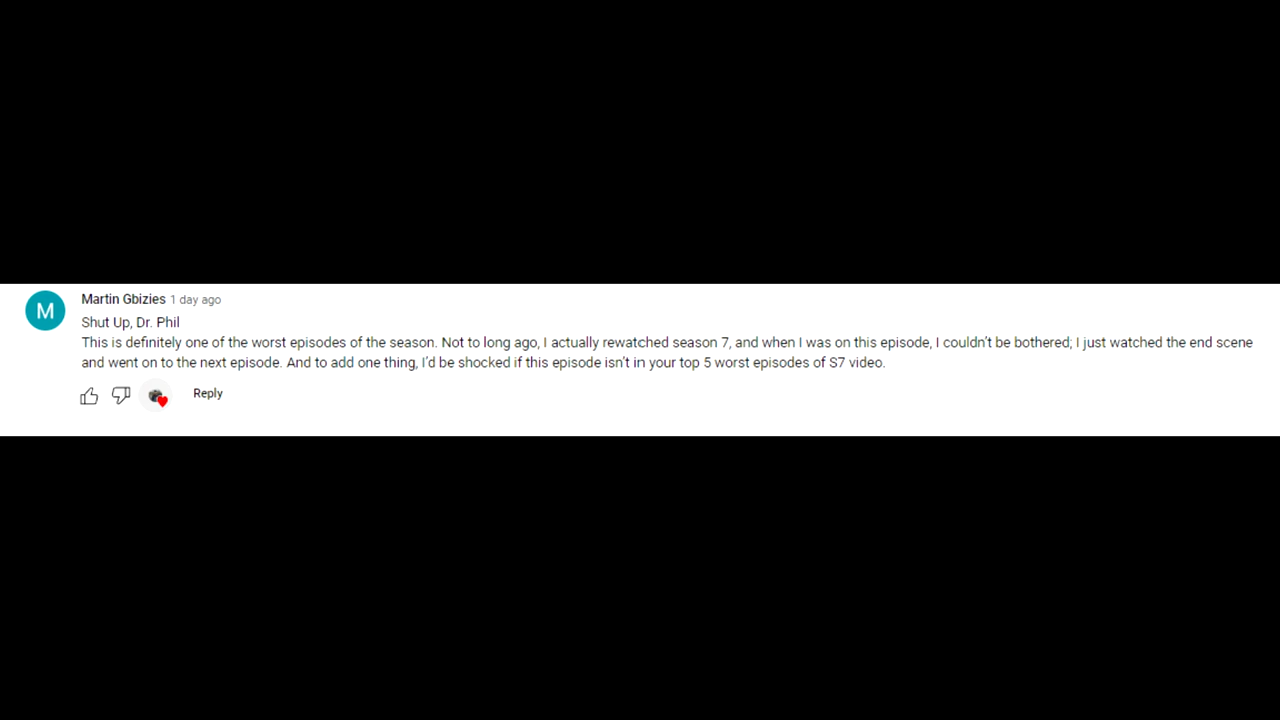 M
Martin Gbizies 1 day ago
Shut Up, Dr. Phil
This is definitely one of the worst episodes of the season. Not to long ago, I actually rewatched season 7, and when I was on this episode, I couldn't be bothered; I just watched the end scene
and went on to the next episode. And to add one thing, I'd be shocked if this episode isn't in your top 5 worst episodes of S7 video.
Reply